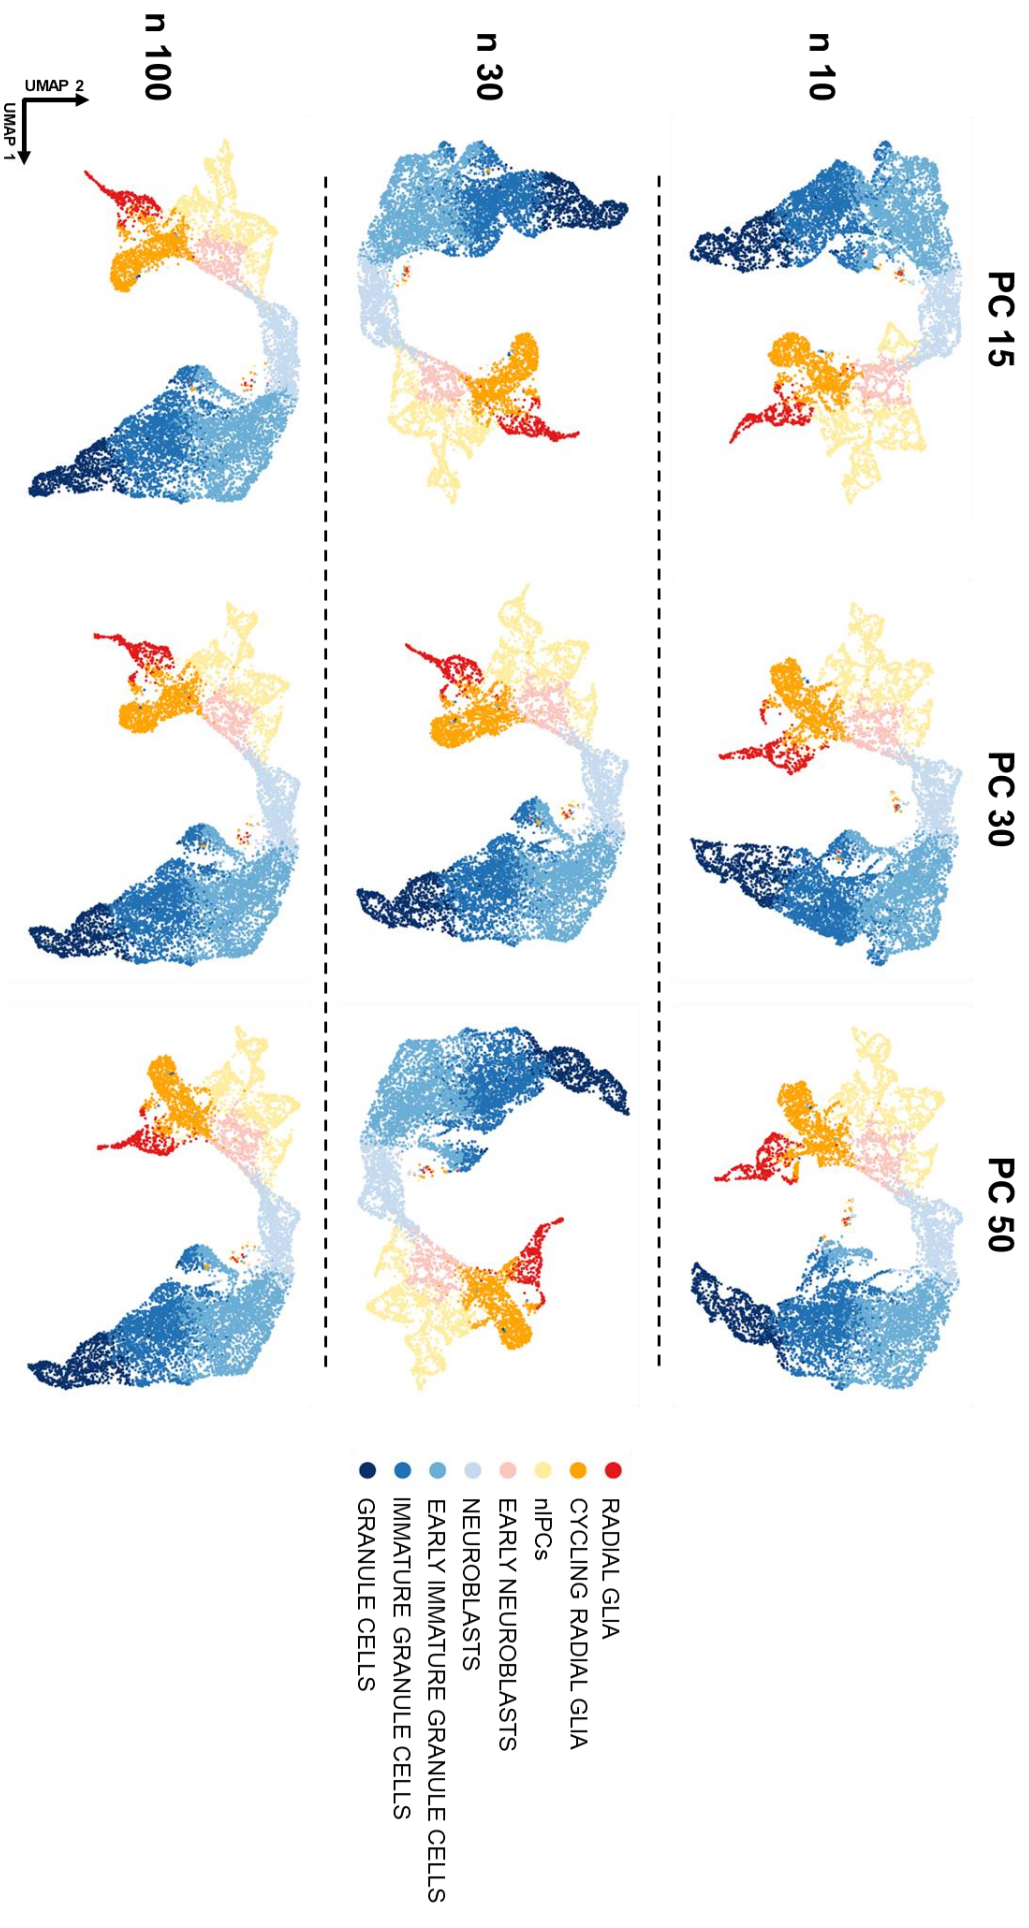 PC 15
PC 30
PC 50
n 10
n 30
n 100
UMAP 2
UMAP 1
RADIAL GLIA
CYCLING RADIAL GLIA
nIPCs
EARLY NEUROBLASTS
NEUROBLASTS
EARLY IMMATURE GRANULE CELLS
IMMATURE GRANULE CELLS
GRANULE CELLS